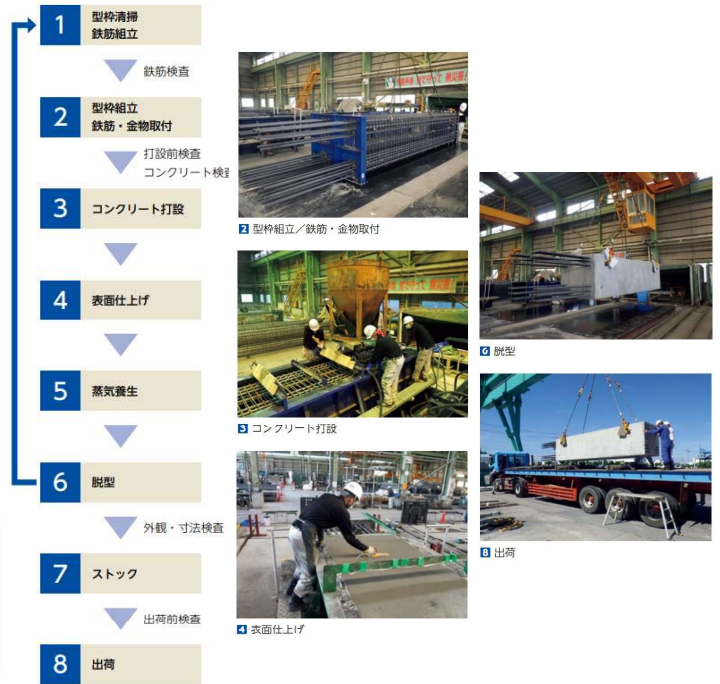 1
型枠清掃
鉄筋組立
鉄筋検査
2
型枠組立
鉄筋・金物取付
打設前検査
コンクリート検査
3
コンクリート打設
4
表面仕上げ
5
蒸気養生
6
脱型
外観・寸法検査
7
ストック
出荷前検査
8
出荷
2 型枠組立／鉄筋・金物取付
3 コンクリート打設
4 表面仕上げ
6 脱型
8 出荷